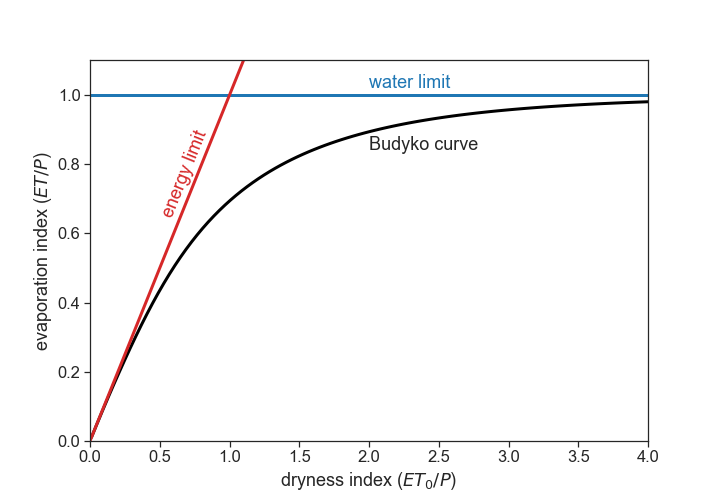 water limit
1.0
Budyko curve
energy limit
0.8
0.6
0.4
0.2
0.0
evaporation index (ET/P)
0.0 0.5 1.0 1.5 2.0 2.5 3.0 3.5 4.0
dryness index (ET₀/P)